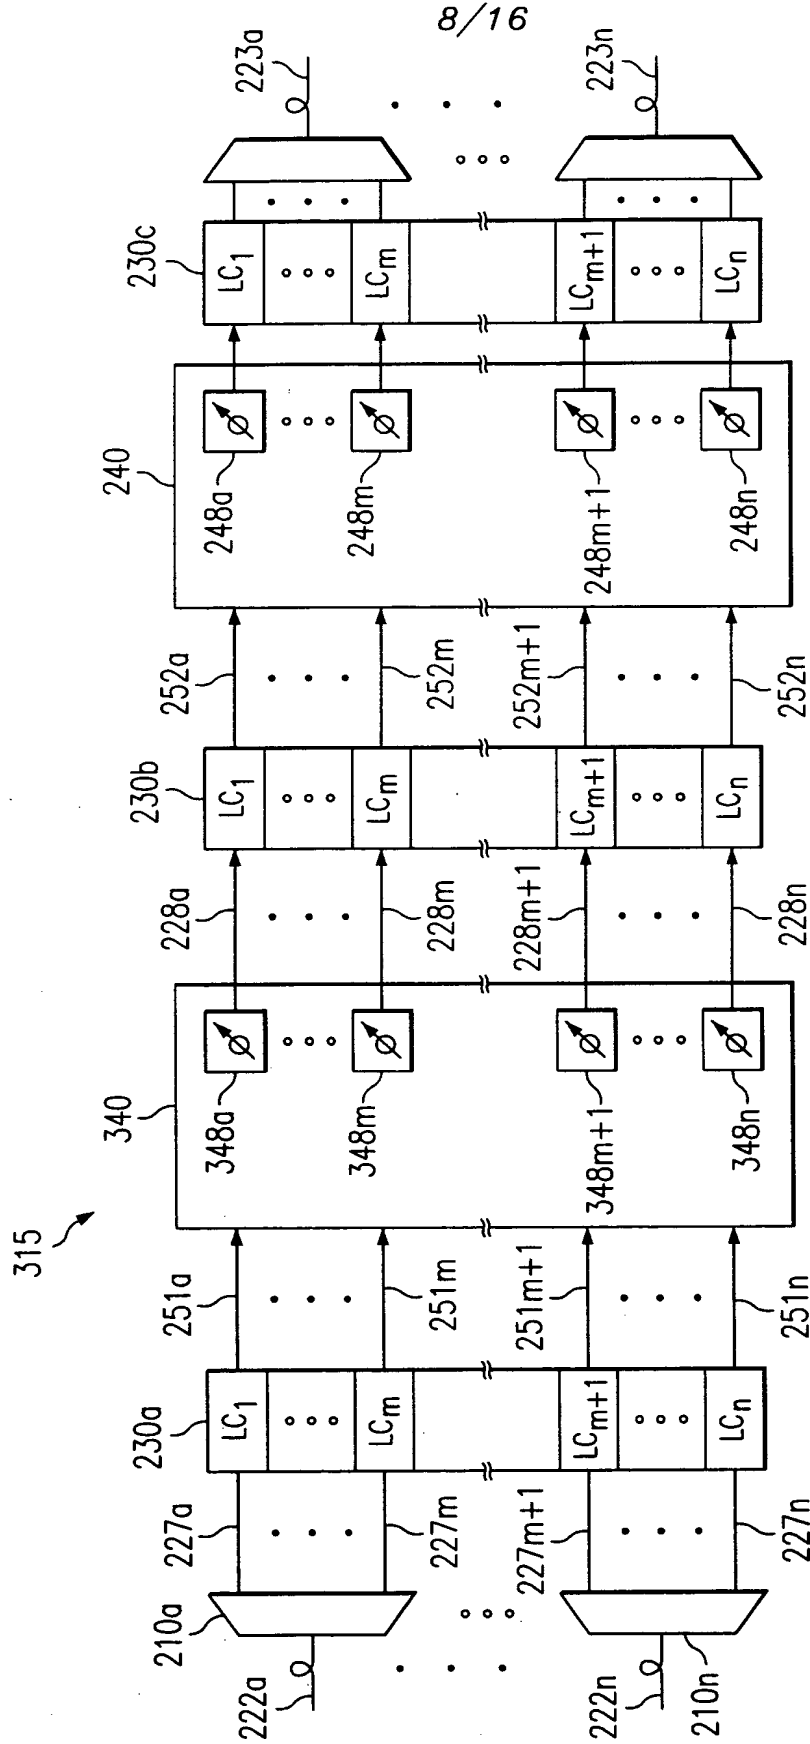 8/16
315
222a
222n
210a
210n
227a
227m
227m+1
227n
230a
LC1
LCm
LCm+1
LCn
251a
251m
251m+1
251n
340
348a
348m
348m+1
348n
228a
228m
228m+1
228n
230b
LC1
LCm
LCm+1
LCn
252a
252m
252m+1
252n
240
248a
248m
248m+1
248n
230c
LC1
LCm
LCm+1
LCn
223a
223n